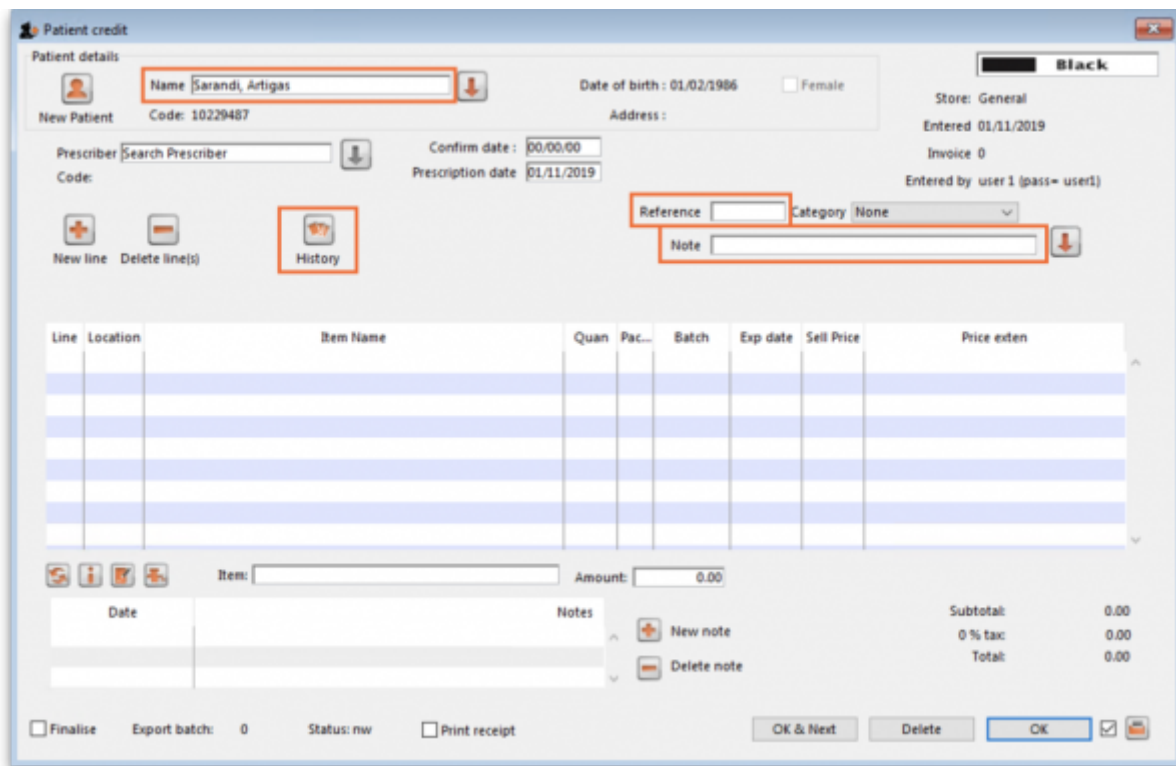 Patient credit
Patient details
Name Sarandi, Artigas
Date of birth : 01/02/1986
Female
Black
New Patient
Code: 10229487
Address :
Store: General
Entered 01/11/2019
Prescriber Search Prescriber
Confirm date : 00/00/00
Invoice 0
Code:
Prescription date 01/11/2019
Entered by user 1 (pass= user1)
Reference
Category None
Note
New line Delete line(s) History
Line Location Item Name Quan Pac... Batch Exp date Sell Price Price exten
Item:
Amount: 0.00
Date Notes
New note
Delete note
Subtotal: 0.00
0 % tax: 0.00
Total: 0.00
Finalise Export batch: 0 Status: nw Print receipt OK & Next Delete OK